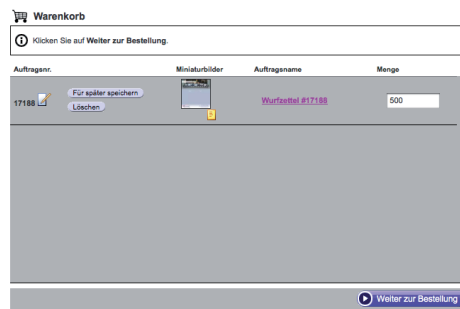 Warenkorb
Klicken Sie auf Weiter zur Bestellung.
Auftragsnr. Miniaturbilder Auftragsname Menge
17188 Für später speichern Wurfzettel #17188 500
Löschen
Weiter zur Bestellung